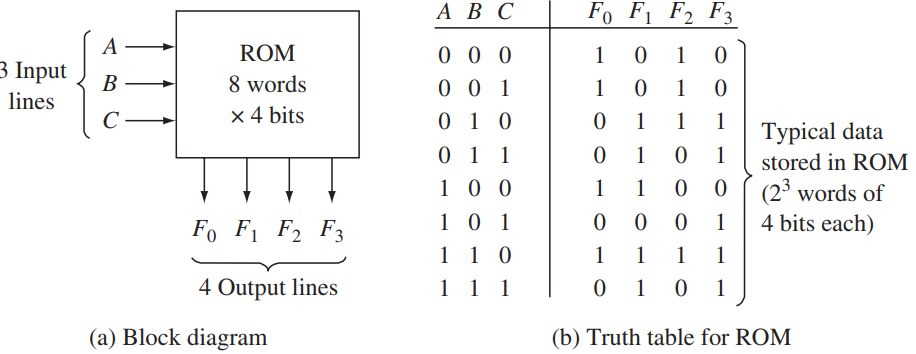 3 Input
lines
A
B
C
ROM
8 words
× 4 bits
F0 F1 F2 F3
4 Output lines
(a) Block diagram
A B C F0 F1 F2 F3
0 0 0 1 0 1 0
0 0 1 1 0 1 0
0 1 0 0 1 1 1
0 1 1 0 1 0 1
1 0 0 1 1 0 0
1 0 1 0 0 0 1
1 1 0 1 1 1 1
1 1 1 0 1 0 1
Typical data
stored in ROM
(2³ words of
4 bits each)
(b) Truth table for ROM